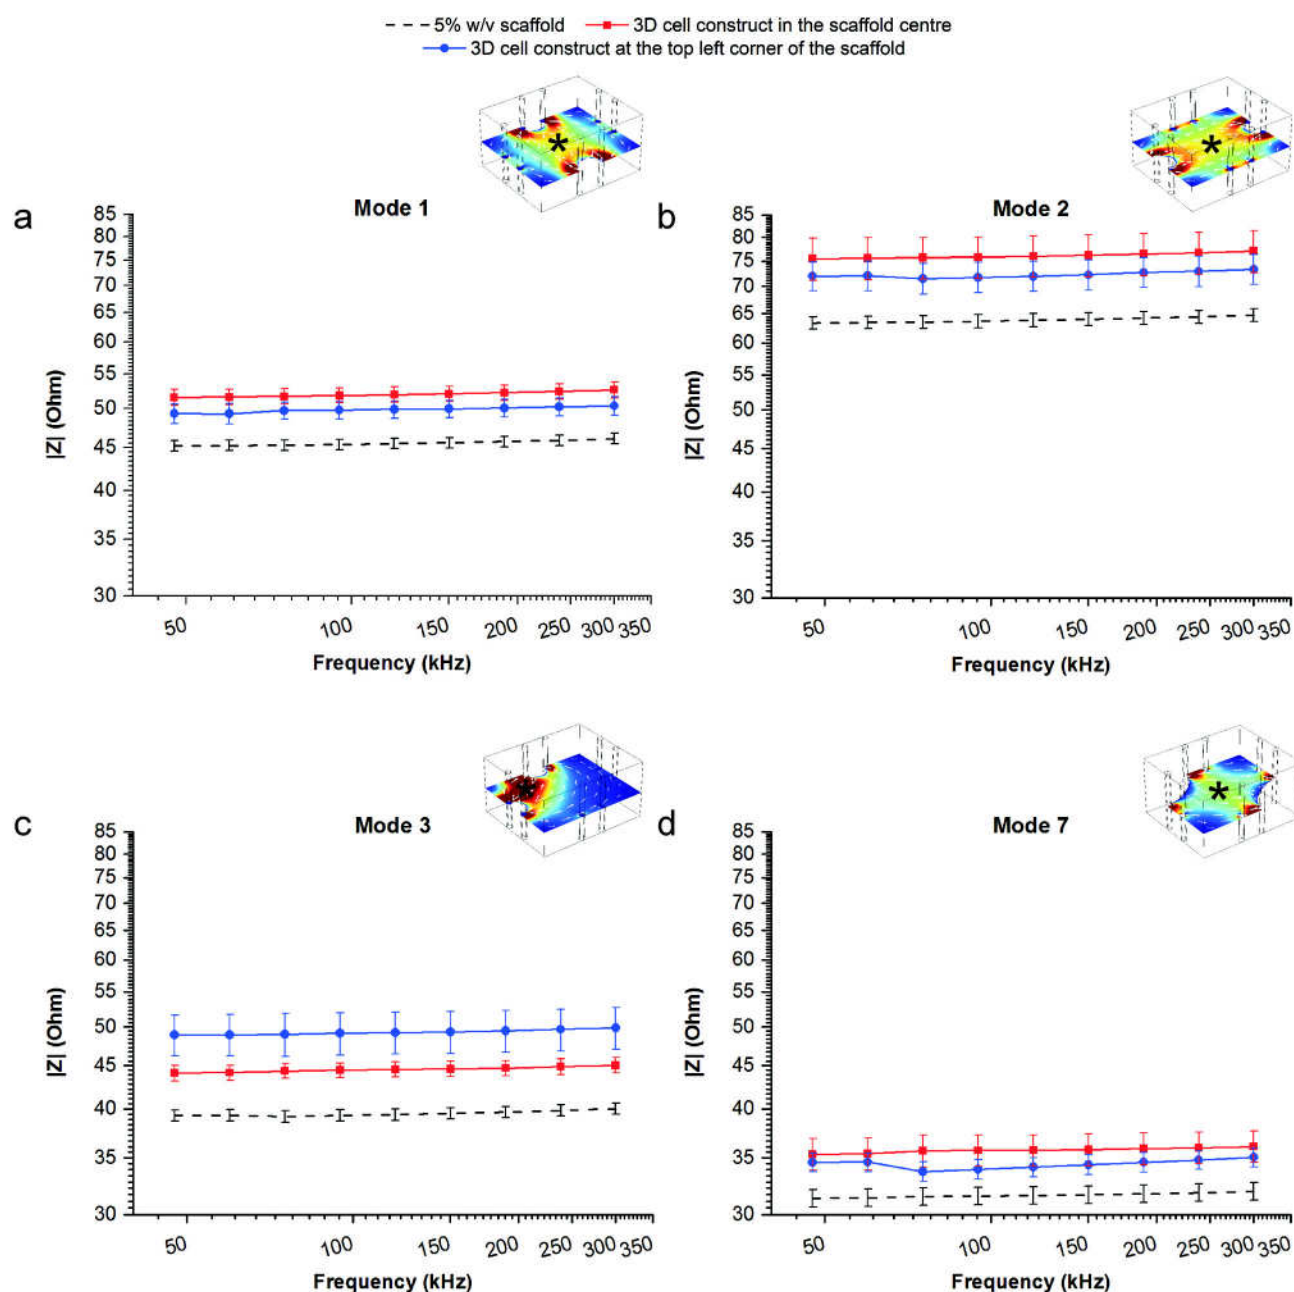 5% w/v scaffold 3D cell construct in the scaffold centre
3D cell construct at the top left corner of the scaffold
*
*
a
Mode 1
b
Mode 2
85
80
75
70
65
60
55
50
45
40
35
30
|Z| (Ohm)
50 100 150 200 250 300 350
Frequency (kHz)
85
80
75
70
65
60
55
50
45
40
35
30
|Z| (Ohm)
50 100 150 200 250 300 350
Frequency (kHz)
*
*
c
Mode 3
d
Mode 7
85
80
75
70
65
60
55
50
45
40
35
30
|Z| (Ohm)
50 100 150 200 250 300 350
Frequency (kHz)
85
80
75
70
65
60
55
50
45
40
35
30
|Z| (Ohm)
50 100 150 200 250 300 350
Frequency (kHz)